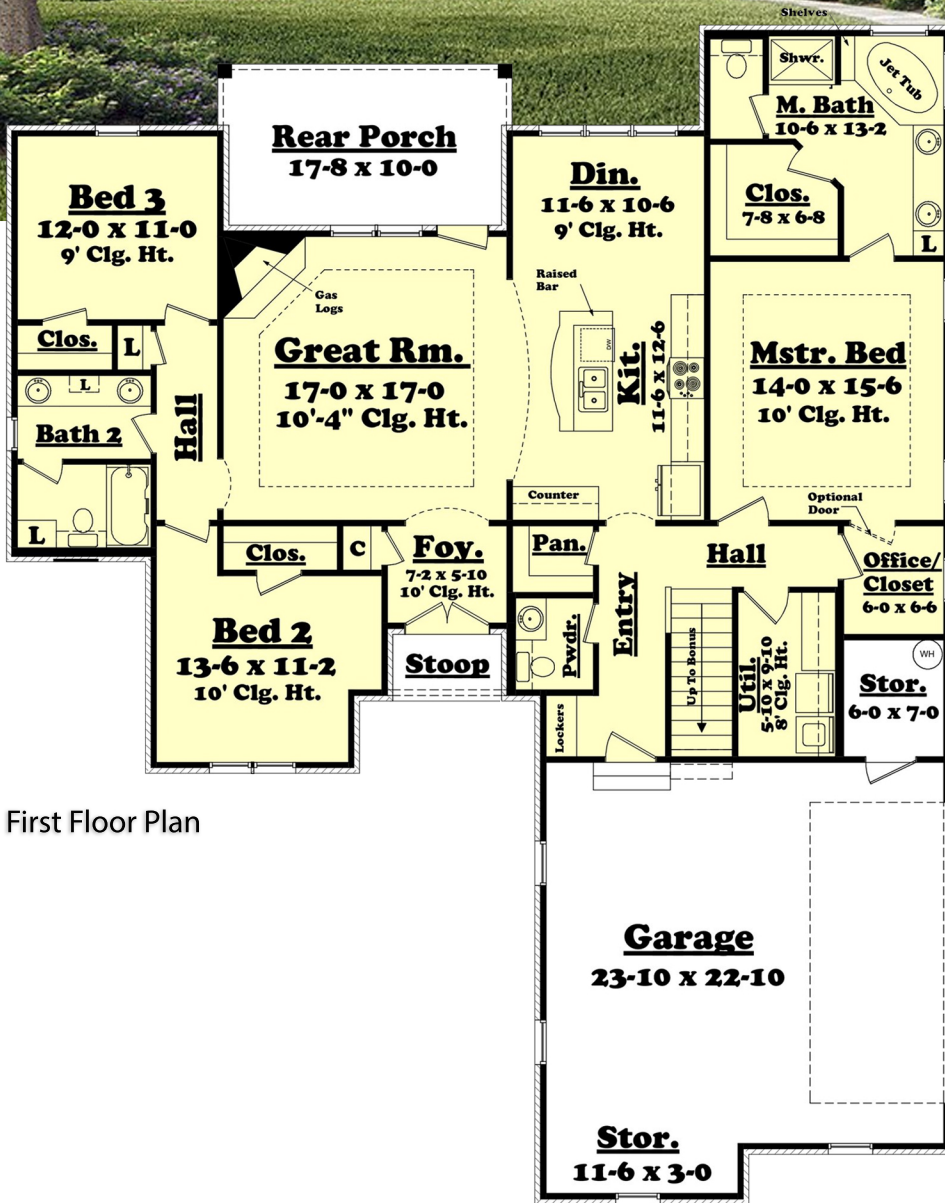 Shelves
Shwr.
Jet Tub
M. Bath
10-6 x 13-2
Rear Porch
17-8 x 10-0
Bed 3
12-0 x 11-0
9' Clg. Ht.
Din.
11-6 x 10-6
9' Clg. Ht.
Clos.
7-8 x 6-8
L
Raised
Bar
Gas
Logs
Clos.
L
Great Rm.
17-0 x 17-0
10'-4" Clg. Ht.
DW
Kit.
11-6 x 12-6
Mstr. Bed
14-0 x 15-6
10' Clg. Ht.
L
Bath 2
Hall
L
Counter
Optional
Door
Clos.
C
Foy.
7-2 x 5-10
10' Clg. Ht.
Pan.
Hall
Office/
Closet
6-0 x 6-6
Bed 2
13-6 x 11-2
10' Clg. Ht.
Stoop
Pwdr.
Entry
Up To Bonus
Util.
5-10 x 9-10
8' Clg. Ht.
WH
Stor.
6-0 x 7-0
Lockers
First Floor Plan
Garage
23-10 x 22-10
Stor.
11-6 x 3-0